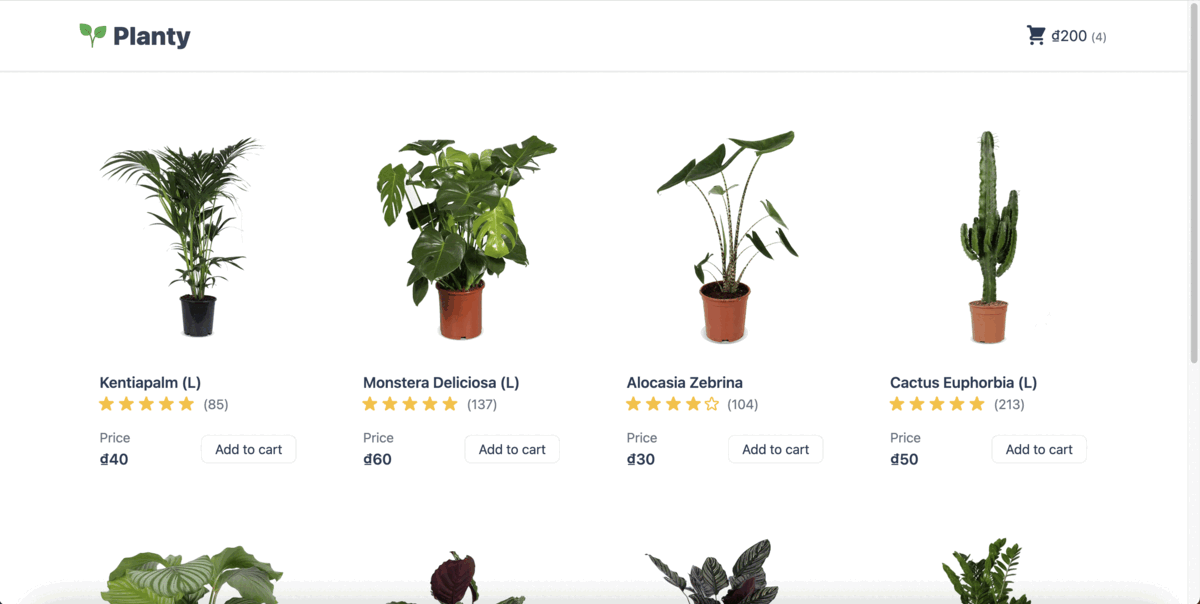 Planty
₫200 (4)
Kentiapalm (L)
(85)
Price
₫40
Add to cart
Monstera Deliciosa (L)
(137)
Price
₫60
Add to cart
Alocasia Zebrina
(104)
Price
₫30
Add to cart
Cactus Euphorbia (L)
(213)
Price
₫50
Add to cart